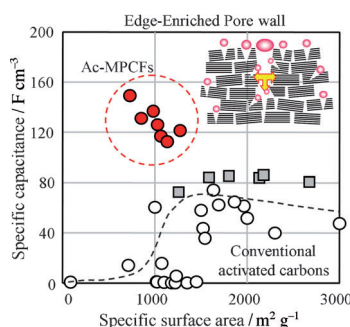 Edge-Enriched Pore wall
Ac-MPCFs
Specific capacitance / F cm⁻³
200
160
120
80
40
0
Conventional
activated carbons
0
1000
2000
3000
Specific surface area / m² g⁻¹